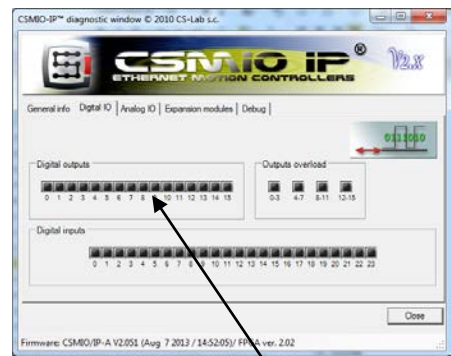 CSMIO-IP™ diagnostic window © 2010 CS-Lab s.c.
CSMIO IP® V2.x
ETHERNET MOTION CONTROLLERS
General info Digital IO Analog IO Expansion modules Debug
0111010
Digital outputs
0 1 2 3 4 5 6 7 8 9 10 11 12 13 14 15
Outputs overload
0-3 4-7 8-11 12-15
Digital inputs
0 1 2 3 4 5 6 7 8 9 10 11 12 13 14 15 16 17 18 19 20 21 22 23
Close
Firmware: CSMIO/IP-A V2.051 (Aug 7 2013 / 14:52:05)/ FPGA ver. 2.02